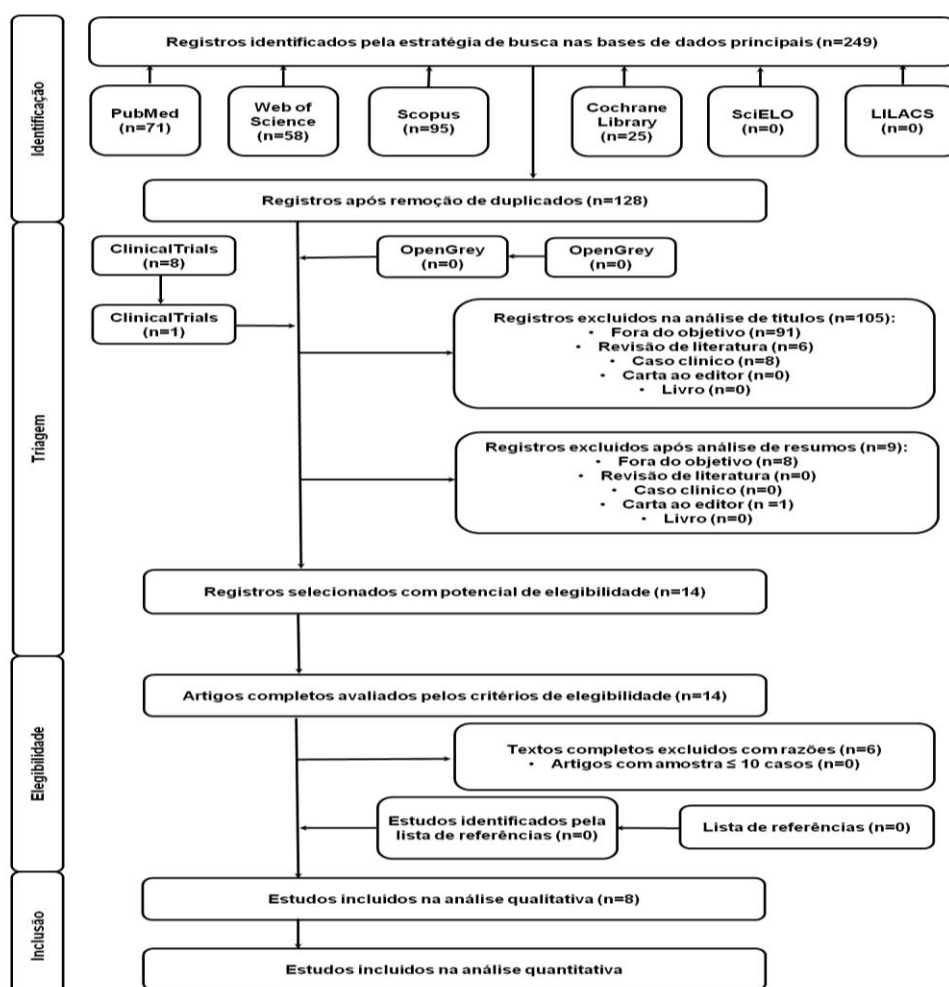 Identificação
Registros identificados pela estratégia de busca nas bases de dados principais (n=249)
PubMed
(n=71)
Web of
Science
(n=58)
Scopus
(n=95)
Cochrane
Library
(n=25)
SciELO
(n=0)
LILACS
(n=0)
Registros após remoção de duplicados (n=128)
Triagem
ClinicalTrials
(n=8)
OpenGrey
(n=0)
OpenGrey
(n=0)
ClinicalTrials
(n=1)
Registros excluídos na análise de títulos (n=105):
• Fora do objetivo (n=91)
• Revisão de literatura (n=6)
• Caso clínico (n=8)
• Carta ao editor (n=0)
• Livro (n=0)
Registros excluídos após análise de resumos (n=9):
• Fora do objetivo (n=8)
• Revisão de literatura (n=0)
• Caso clínico (n=0)
• Carta ao editor (n =1)
• Livro (n=0)
Registros selecionados com potencial de elegibilidade (n=14)
Elegibilidade
Artigos completos avaliados pelos critérios de elegibilidade (n=14)
Textos completos excluídos com razões (n=6)
• Artigos com amostra ≤ 10 casos (n=0)
Estudos identificados pela
lista de referências (n=0)
Lista de referências (n=0)
Inclusão
Estudos incluídos na análise qualitativa (n=8)
Estudos incluídos na análise quantitativa